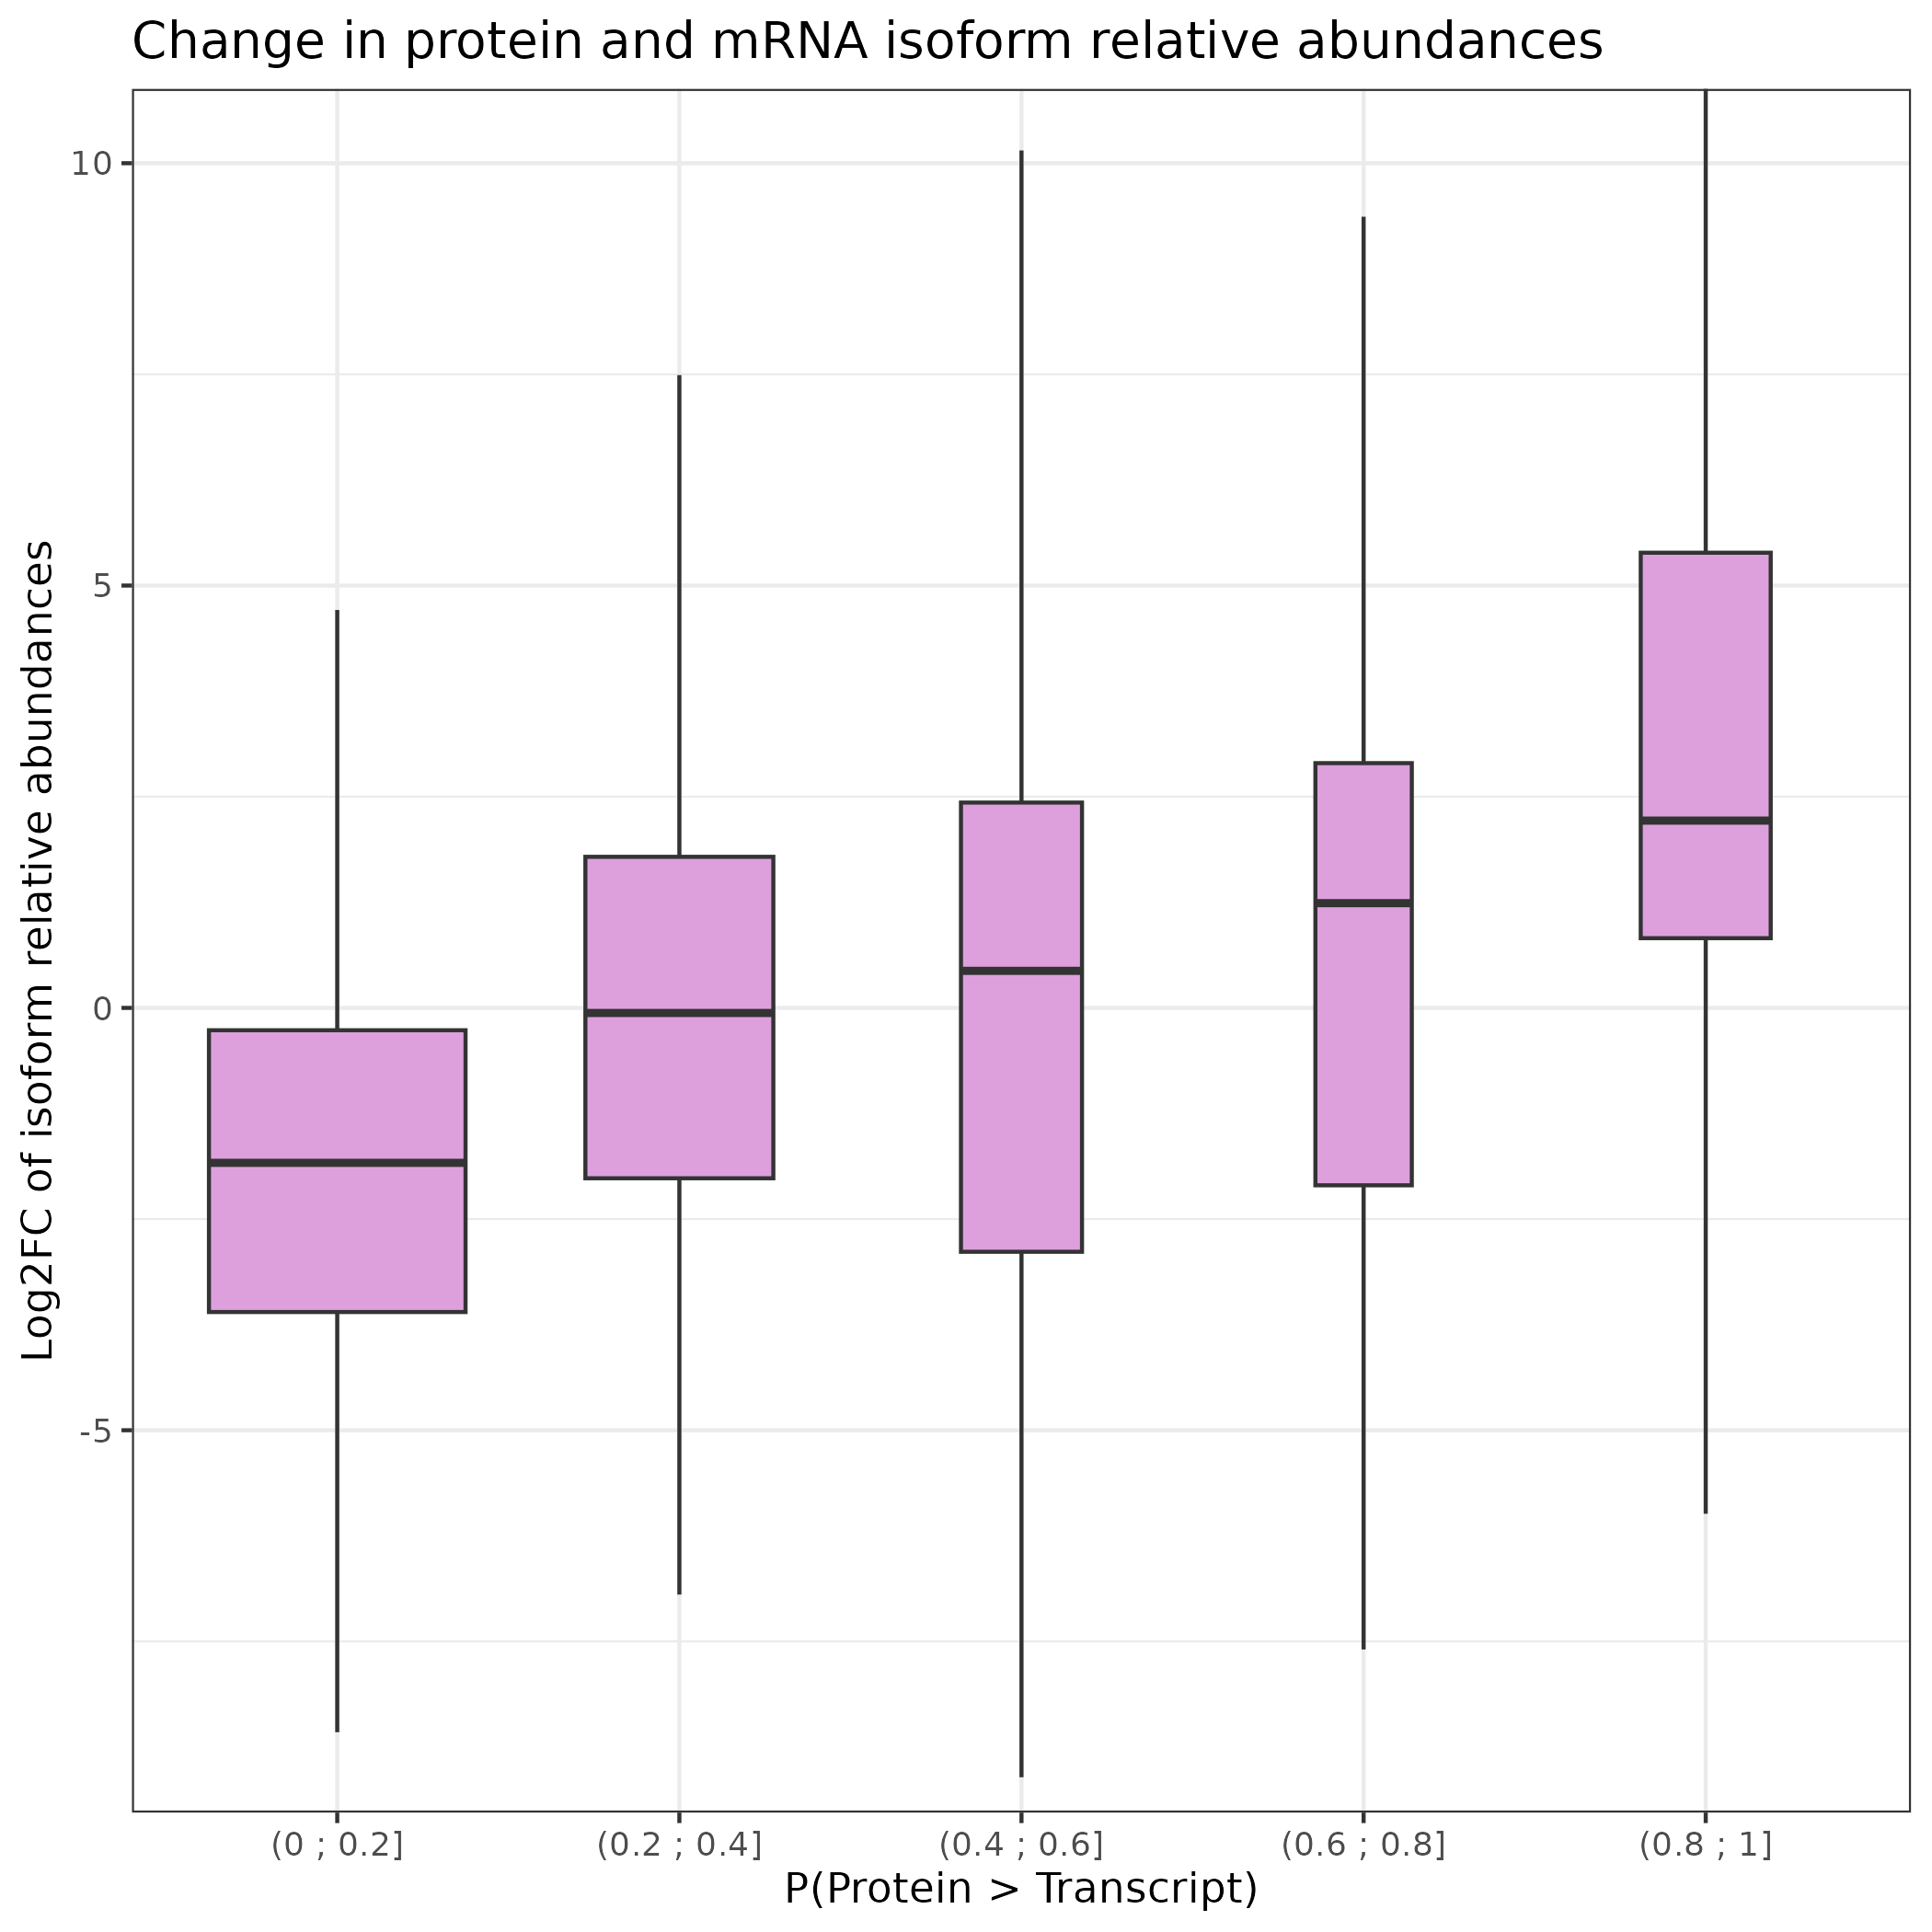 Change in protein and mRNA isoform relative abundances
Log2FC of isoform relative abundances
10
5
0
-5
(0 ; 0.2]
(0.2 ; 0.4]
(0.4 ; 0.6]
(0.6 ; 0.8]
(0.8 ; 1]
P(Protein > Transcript)